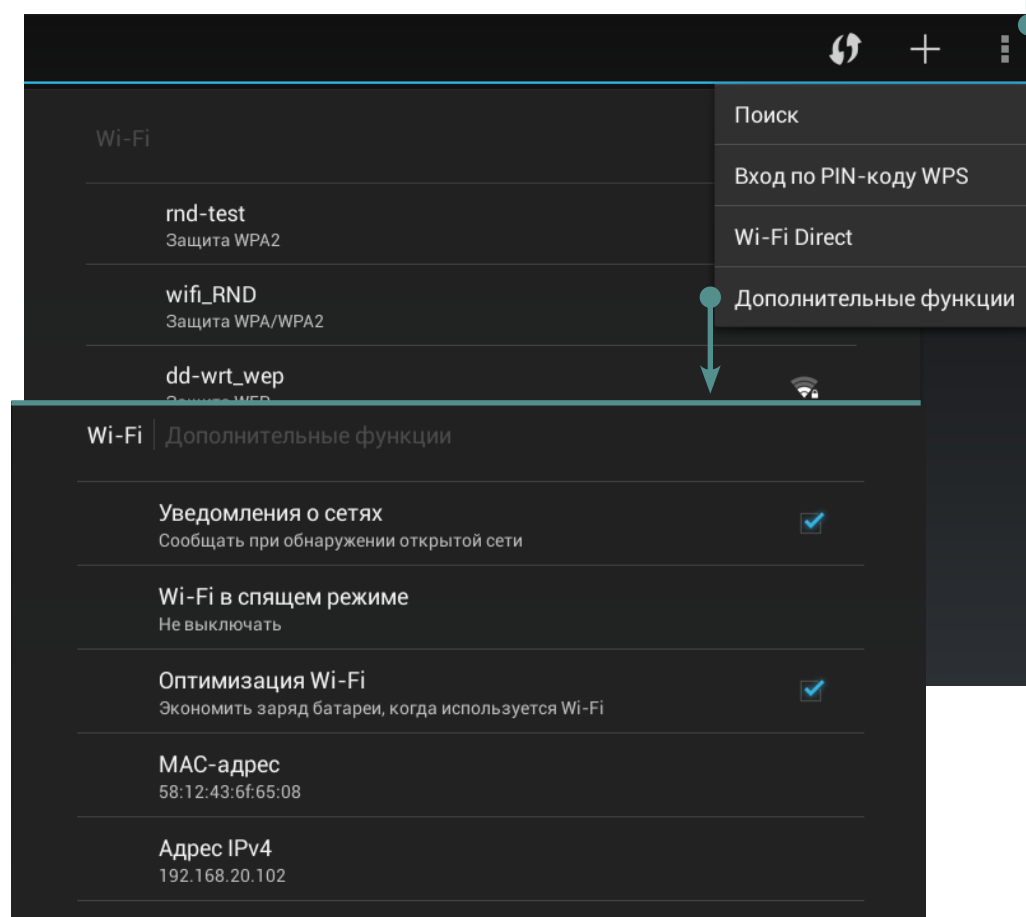 Поиск
Wi-Fi
Вход по PIN-коду WPS
rnd-test
Защита WPA2
Wi-Fi Direct
wifi_RND
Защита WPA/WPA2
Дополнительные функции
dd-wrt_wep
Защита WEP
Wi-Fi Дополнительные функции
Уведомления о сетях
Сообщать при обнаружении открытой сети
Wi-Fi в спящем режиме
Не выключать
Оптимизация Wi-Fi
Экономить заряд батареи, когда используется Wi-Fi
MAC-адрес
58:12:43:6f:65:08
Адрес IPv4
192.168.20.102